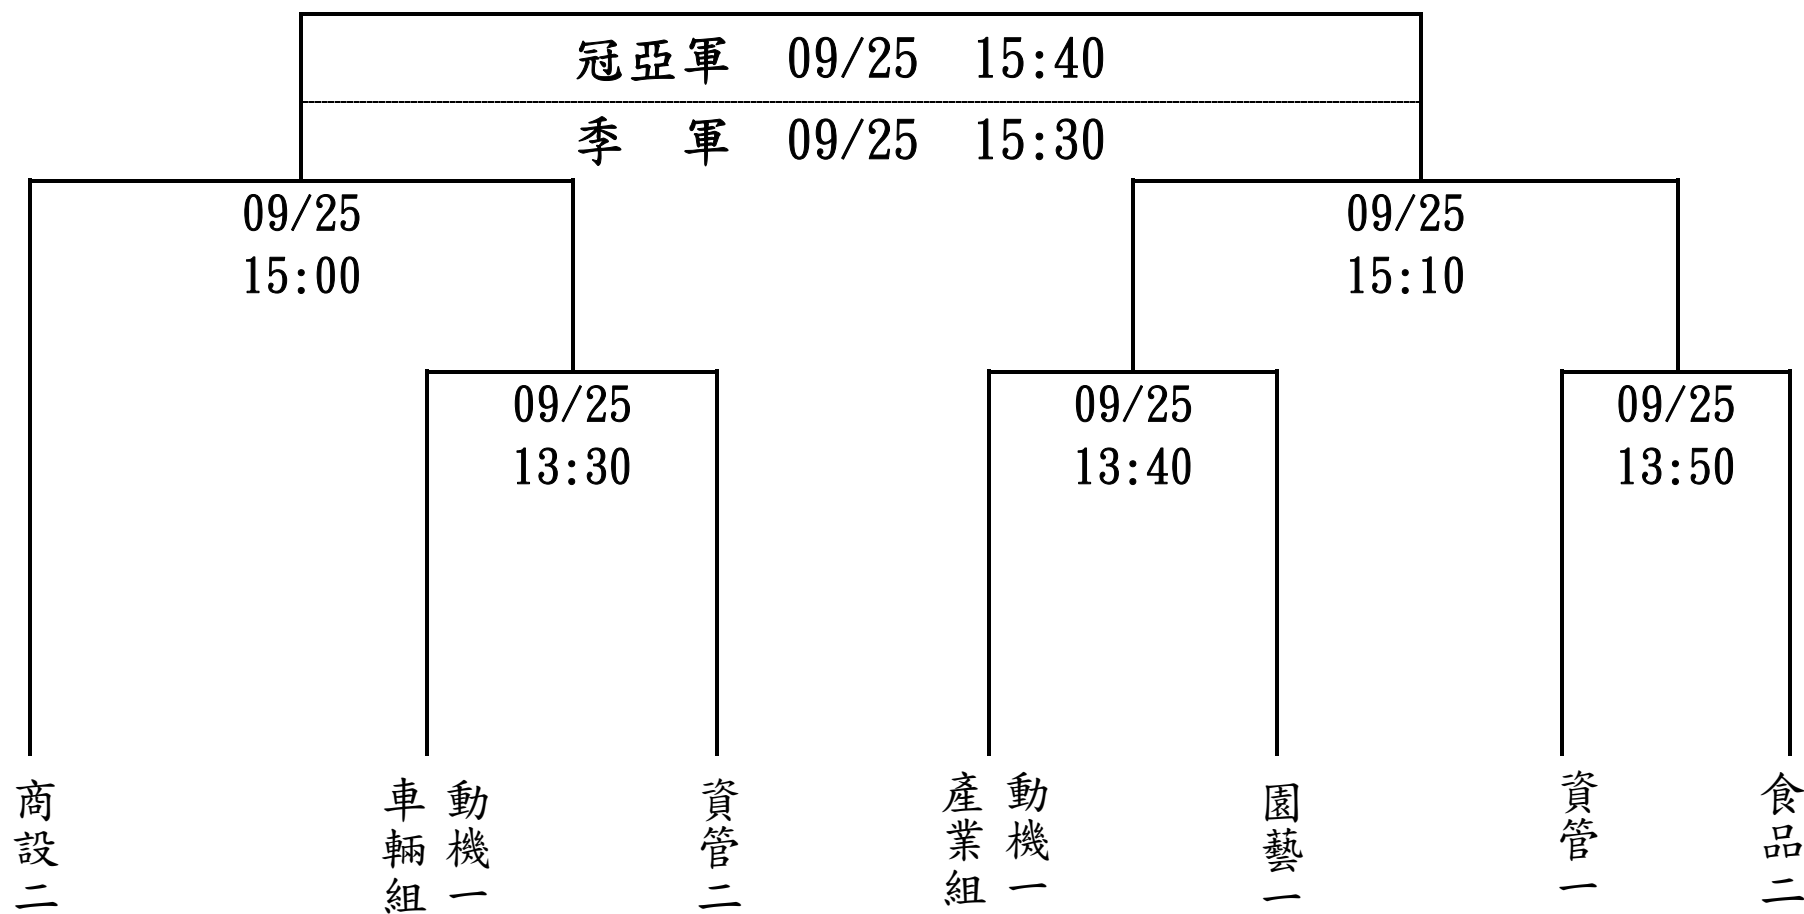 冠亞軍 09/25 15:40
季 軍 09/25 15:30
09/25
15:00
09/25
15:10
09/25
13:30
09/25
13:40
09/25
13:50
商設二
動機一
車輛組
資管二
動機一
產業組
園藝一
資管一
食品二